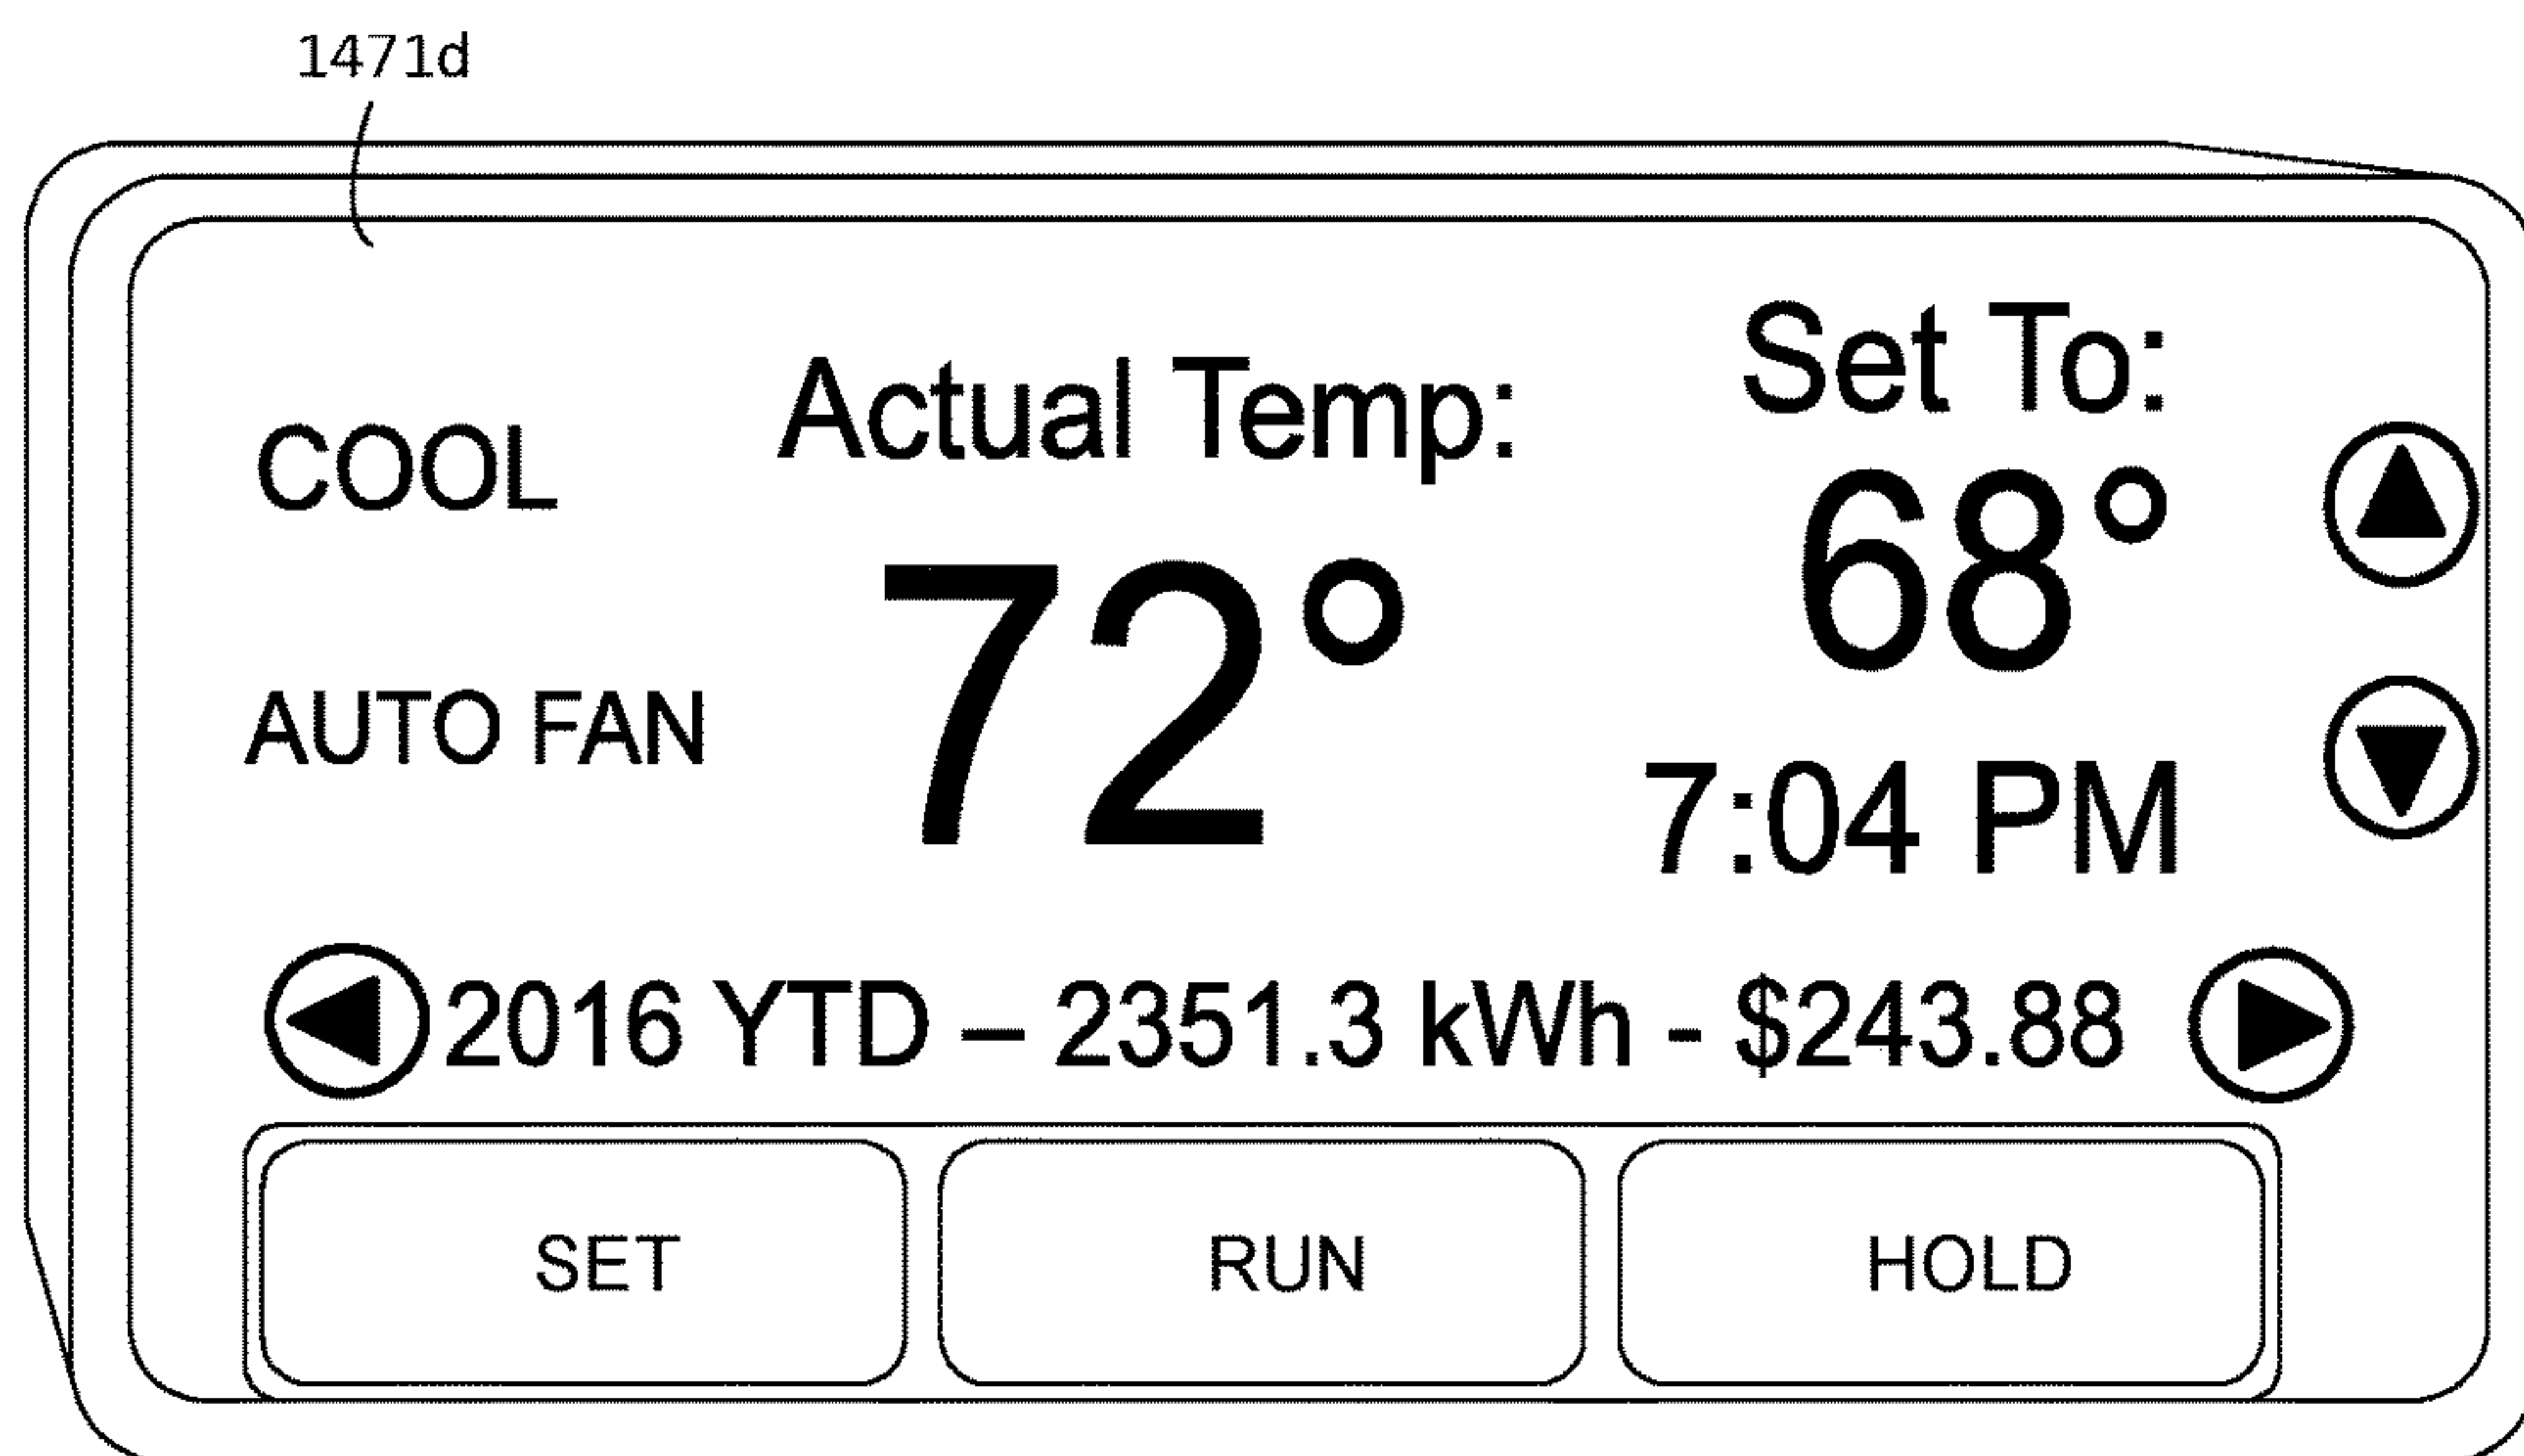 1471d
COOL
AUTO FAN
Actual Temp:
72°
Set To:
68°
7:04 PM
2016 YTD – 2351.3 kWh - $243.88
SET
RUN
HOLD